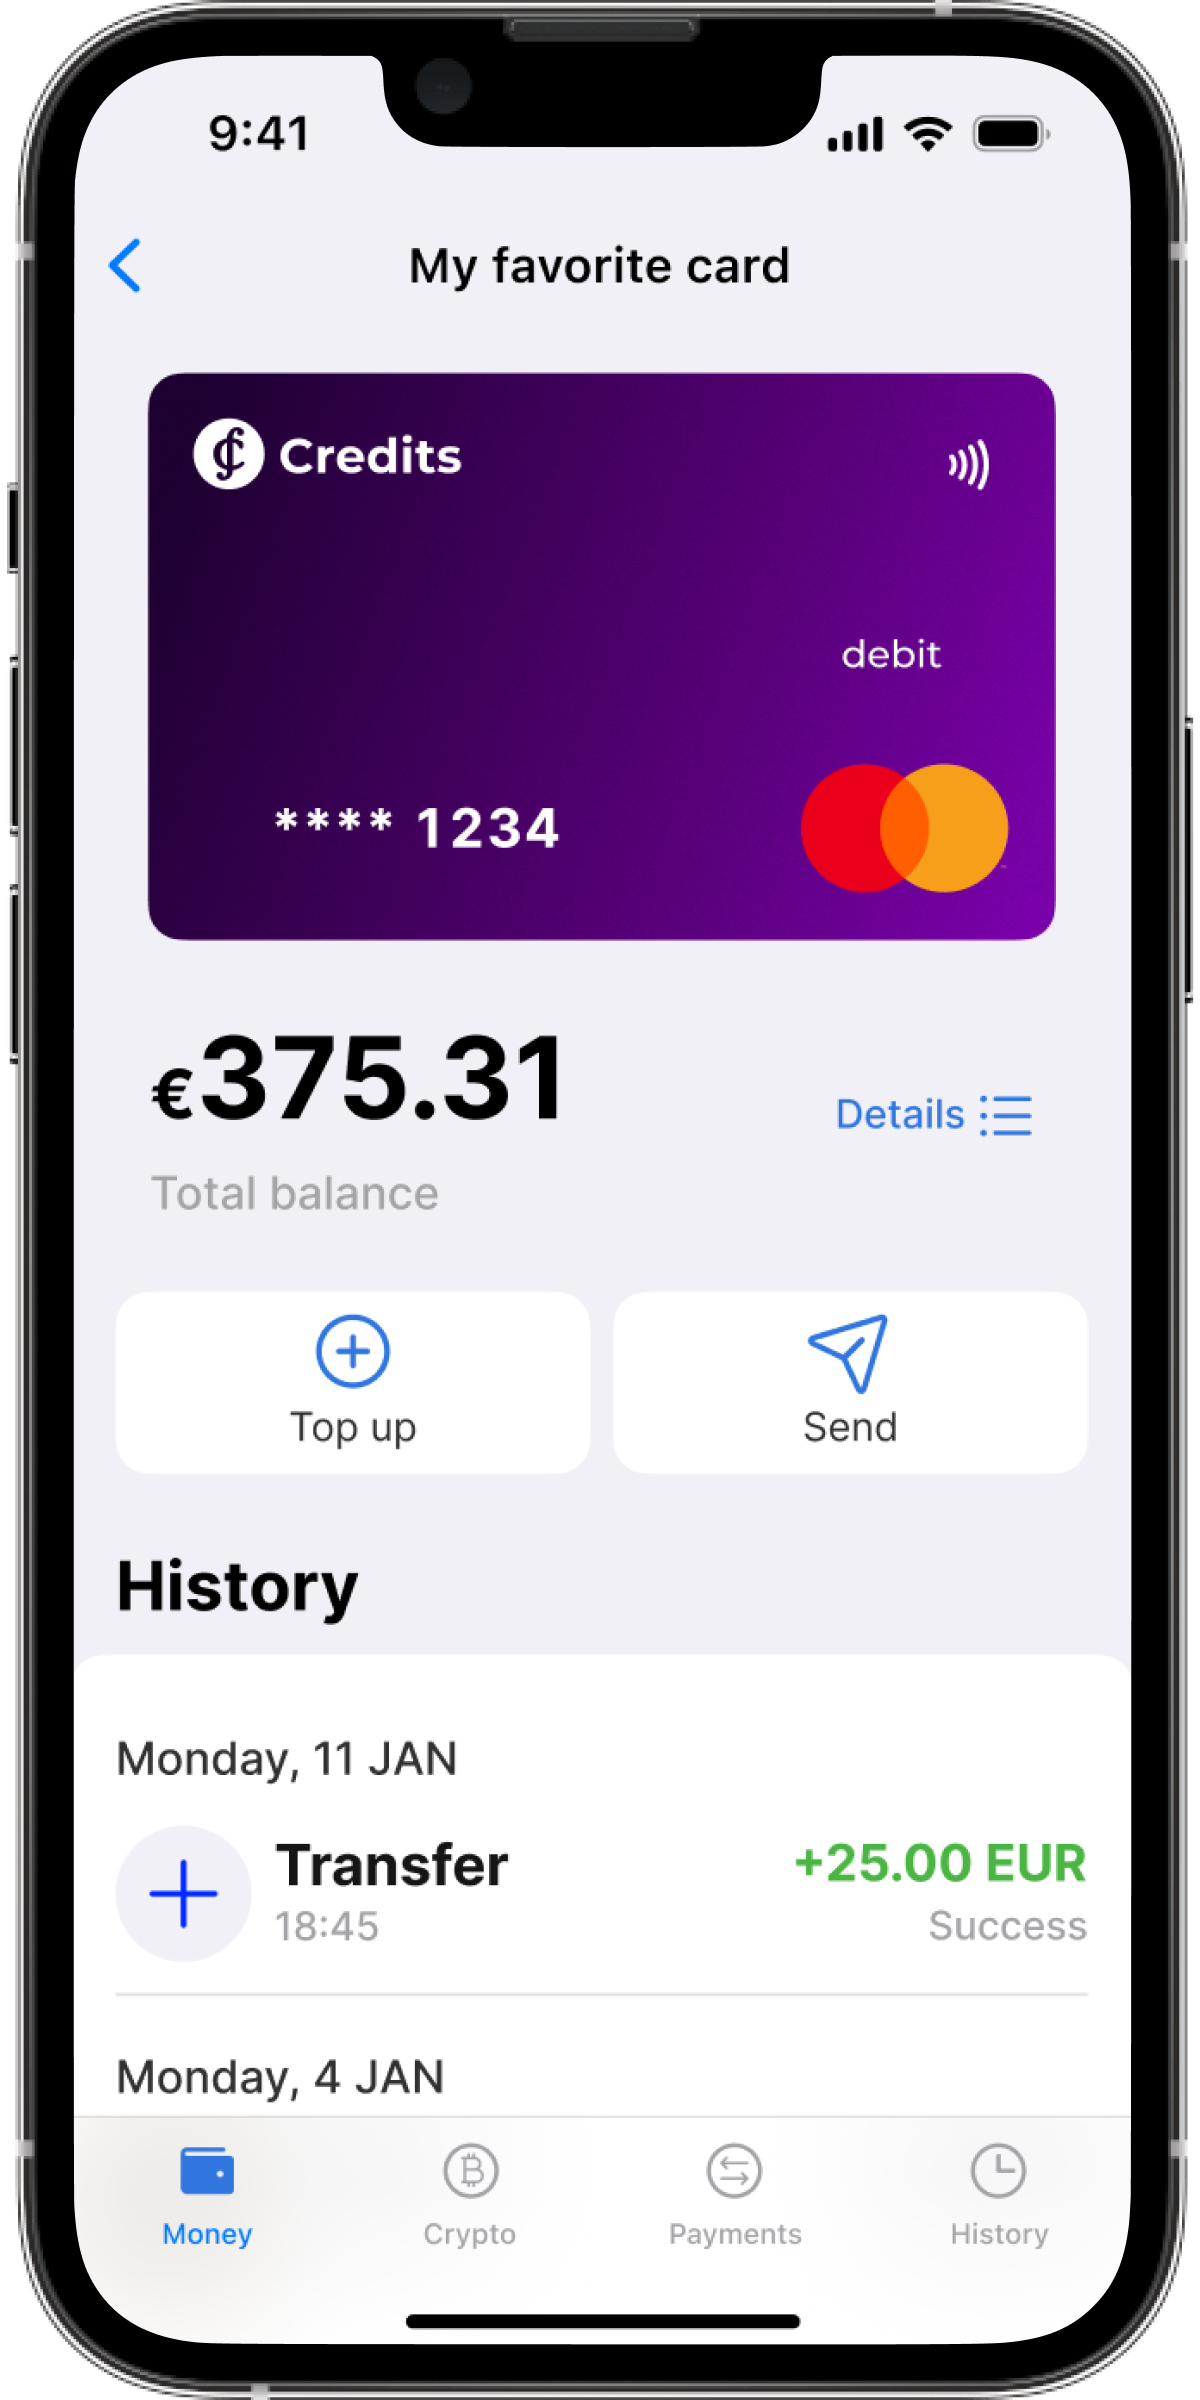 9:41
My favorite card
Credits
debit
**** 1234
€375.31
Details
Total balance
Top up
Send
History
Monday, 11 JAN
Transfer
+25.00 EUR
18:45
Success
Monday, 4 JAN
Money
Crypto
Payments
History